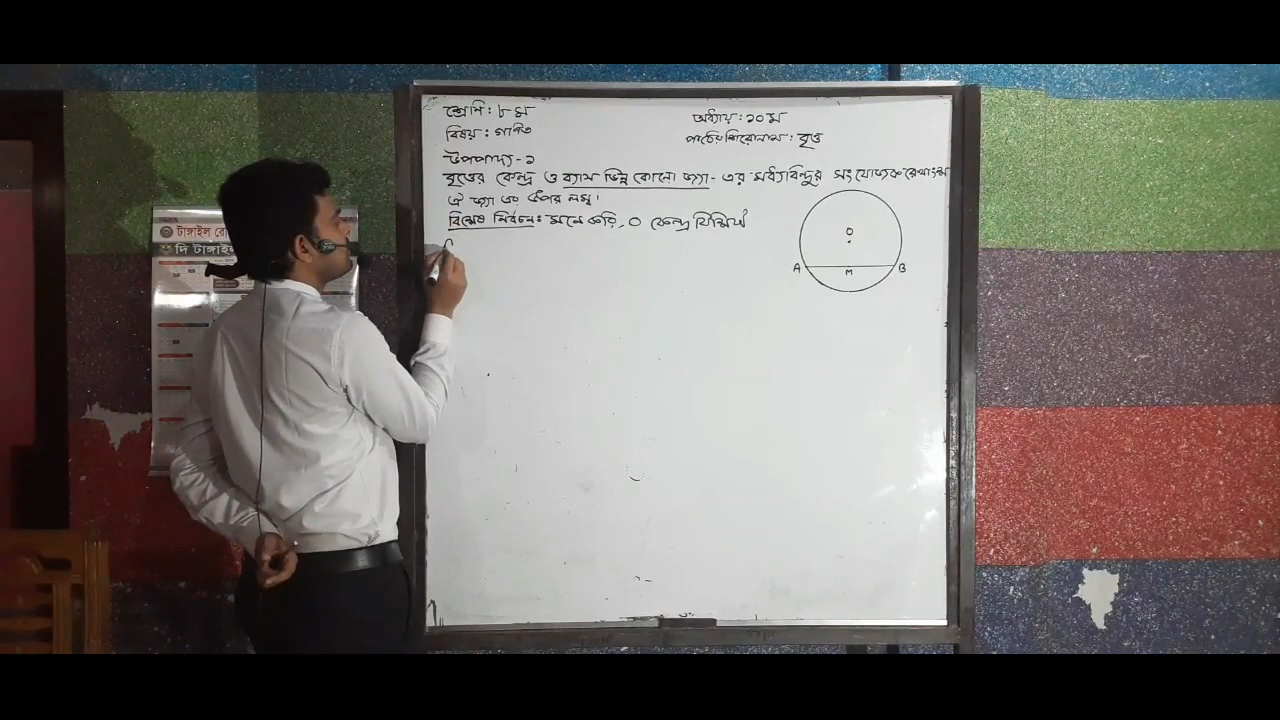 শ্রেণি : ৮ম
বিষয় : গণিত
অধ্যায় : ১০ম
পাঠের শিরোনাম : বৃত্ত
উপপাদ্য-১
বৃত্তের কেন্দ্র ও ব্যাস ভিন্ন কোনো জ্যা-এর মধ্যবিন্দুর সংযোজক রেখাংশ
ঐ জ্যা এর উপর লম্ব।
বিশেষ নির্বচন: মনে করি, O কেন্দ্র বিশিষ্ট
O
A M B
টাঙ্গাইল
দি টাঙ্গাইল